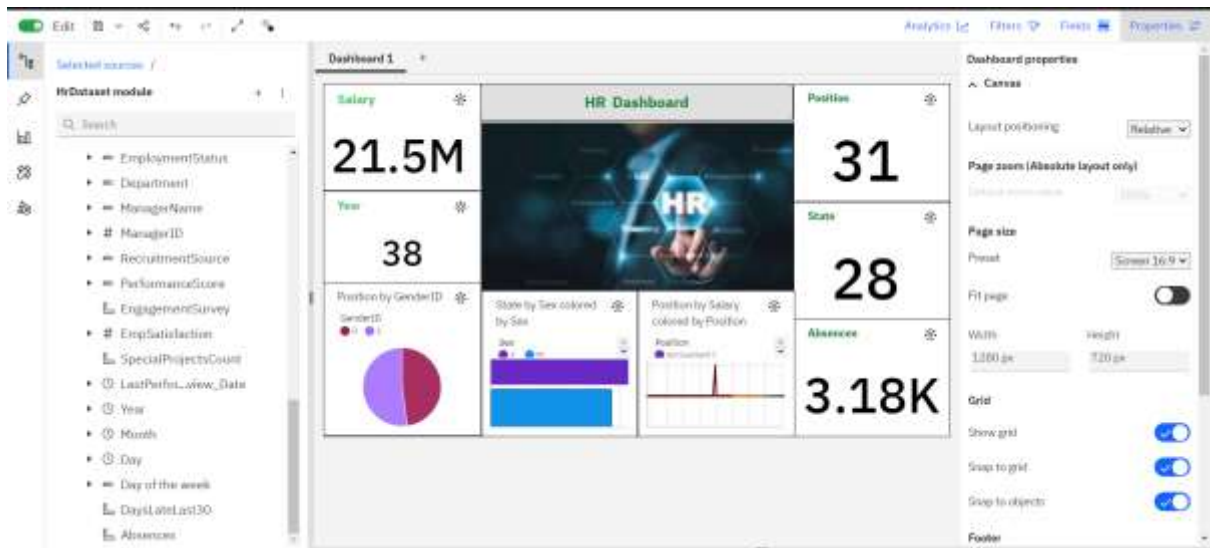 Edit
Analytics
Filters
Fields
Properties
Selected sources /
HrDataset module
Search
EmploymentStatus
Department
ManagerName
ManagerID
RecruitmentSource
PerformanceScore
EngagementSurvey
EmpSatisfaction
SpecialProjectsCount
LastPerfor...view_Date
Year
Month
Day
Day of the week
DaysLateLast30
Absences
Dashboard 1 +
Salary
21.5M
Year
38
HR Dashboard
HR
Position
31
State
28
Absences
3.18K
Position by GenderID
GenderID
0 1
State by Sex colored
by Sex
Sex
Position by Salary
colored by Position
Position
Dashboard properties
Canvas
Layout positioning
Relative
Page zoom (Absolute layout only)
Page size
Preset
Screen 16:9
Fit page
Width
Height
1280 px
720 px
Grid
Show grid
Snap to grid
Snap to objects
Footer